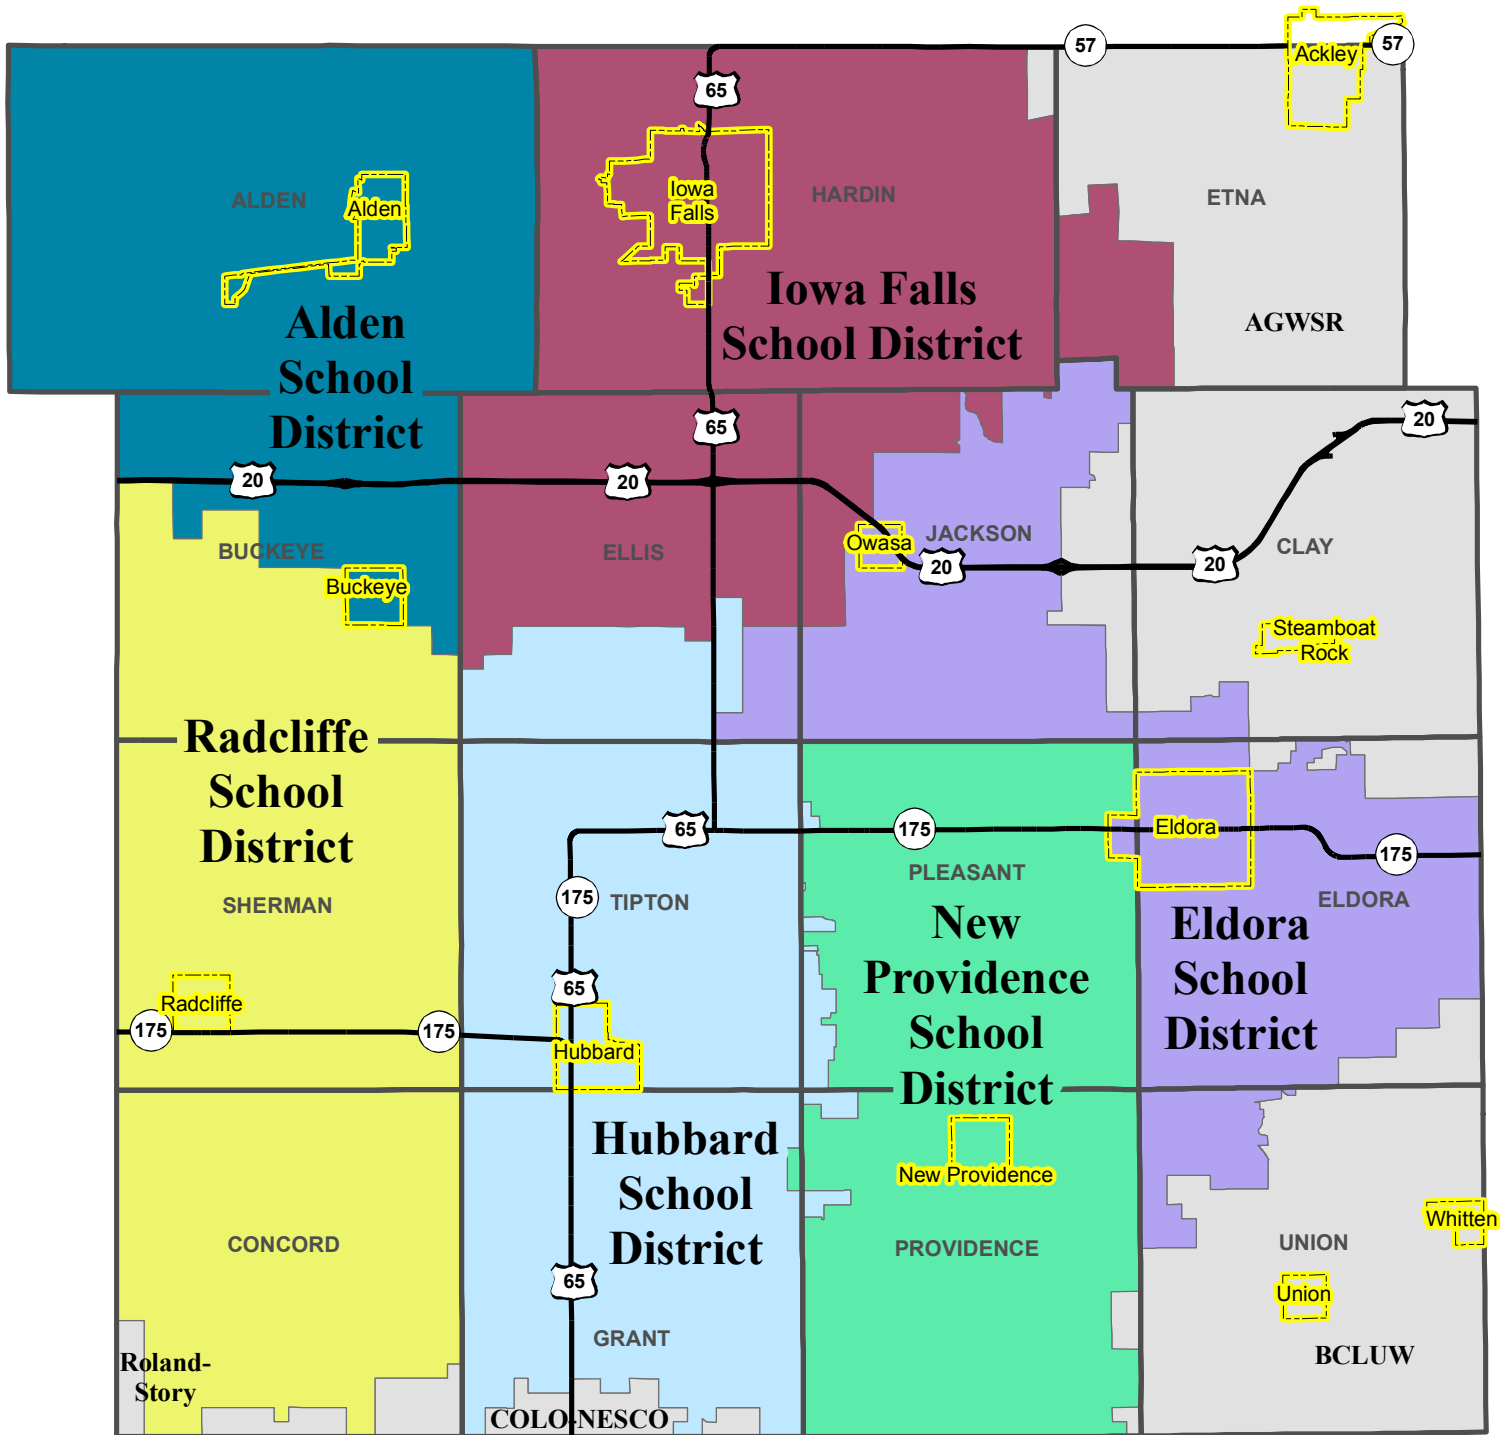 57
57
Ackley
65
ALDEN
Alden
Iowa
Falls
HARDIN
ETNA
Iowa Falls
School District
AGWSR
Alden
School
District
65
20
20
20
BUCKEYE
ELLIS
Owasa
JACKSON
CLAY
20
20
Buckeye
Steamboat
Rock
Radcliffe
School
District
65
175
Eldora
175
PLEASANT
175
TIPTON
SHERMAN
ELDORA
New
Providence
School
District
Eldora
School
District
Radcliffe
65
175
175
Hubbard
Hubbard
School
District
New Providence
Whitten
CONCORD
PROVIDENCE
UNION
65
Union
GRANT
BCLUW
Roland-
Story
COLO-NESCO